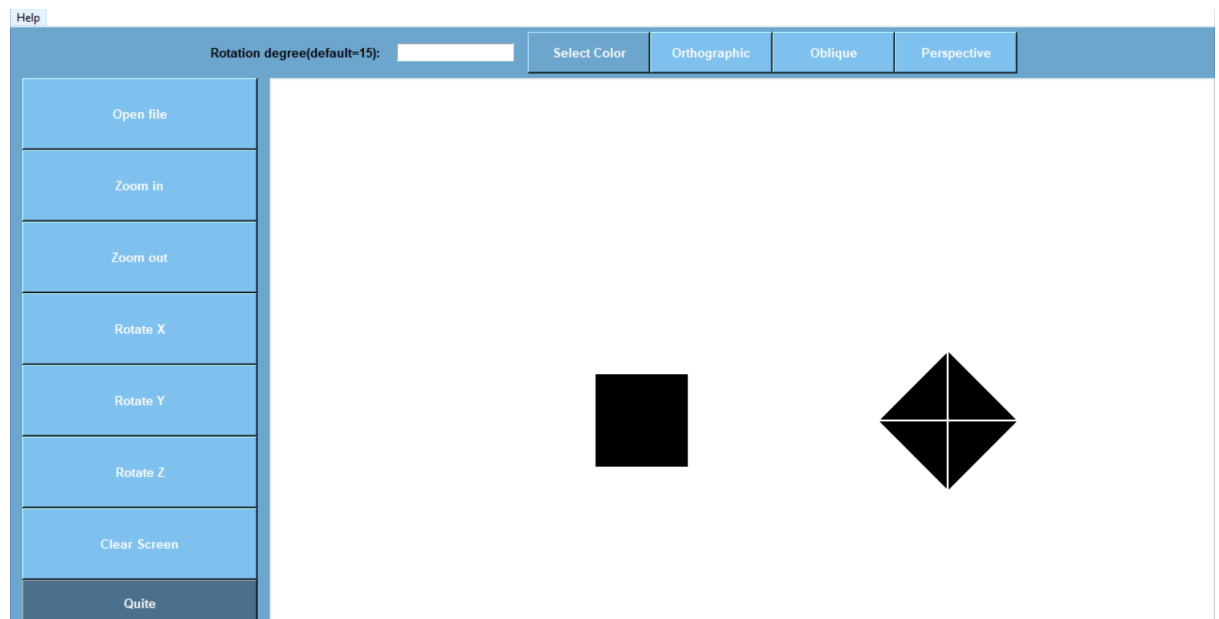 Help
Rotation degree(default=15):
Select Color
Orthographic
Oblique
Perspective
Open file
Zoom in
Zoom out
Rotate X
Rotate Y
Rotate Z
Clear Screen
Quite